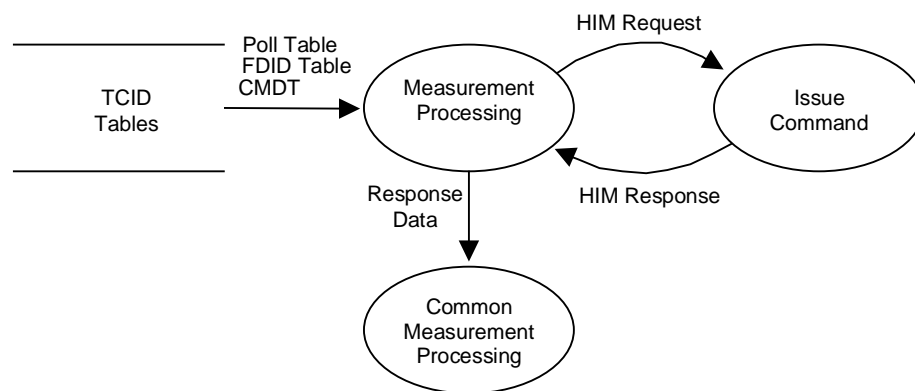 HIM Request
Poll Table
FDID Table
CMDT
TCID
Tables
Measurement
Processing
Issue
Command
HIM Response
Response
Data
Common
Measurement
Processing